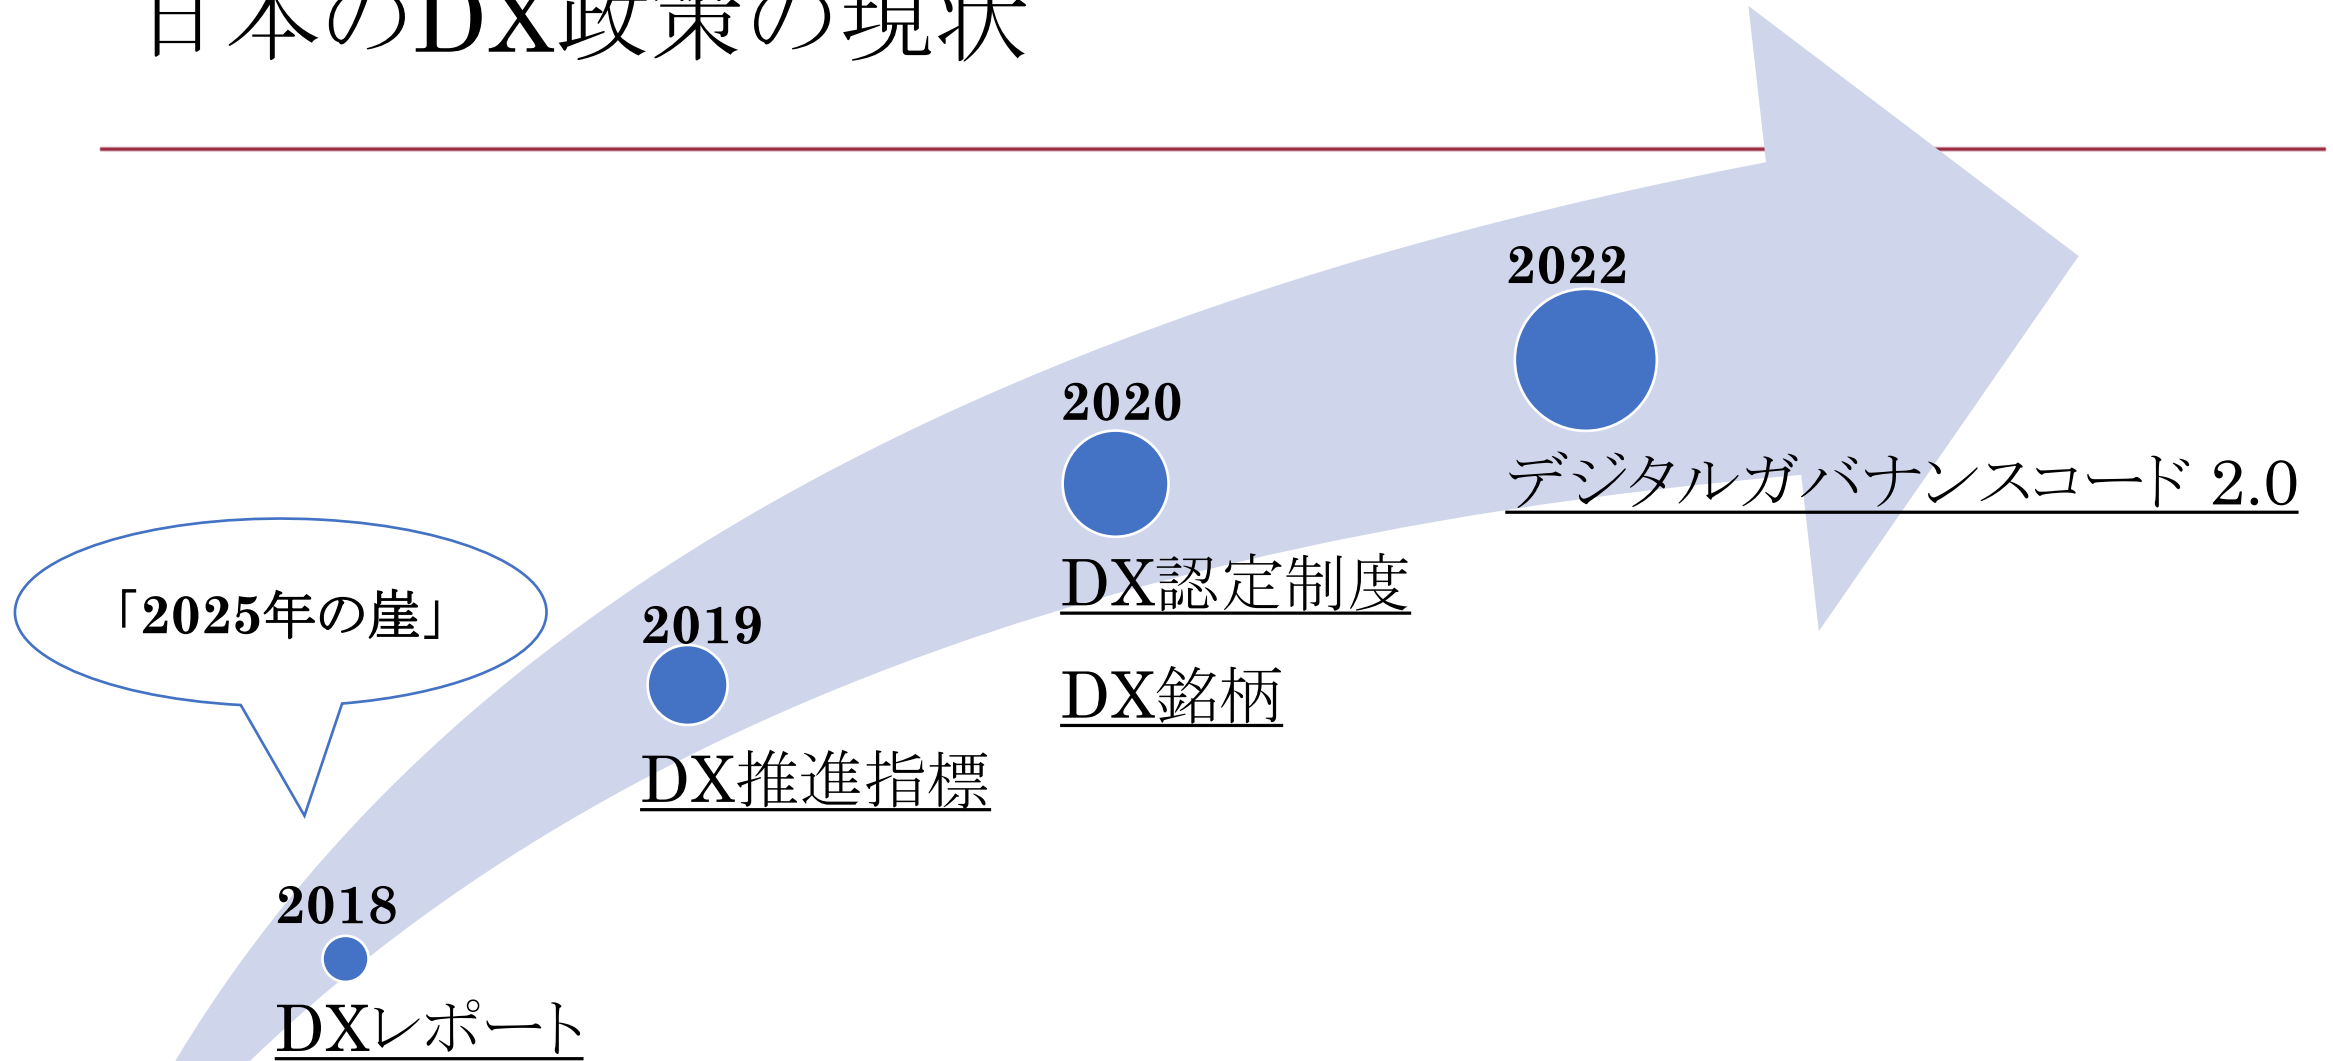 日本のDX政策の現状
2022
デジタルガバナンスコード 2.0
2020
DX認定制度
DX銘柄
「2025年の崖」
2019
DX推進指標
2018
DXレポート